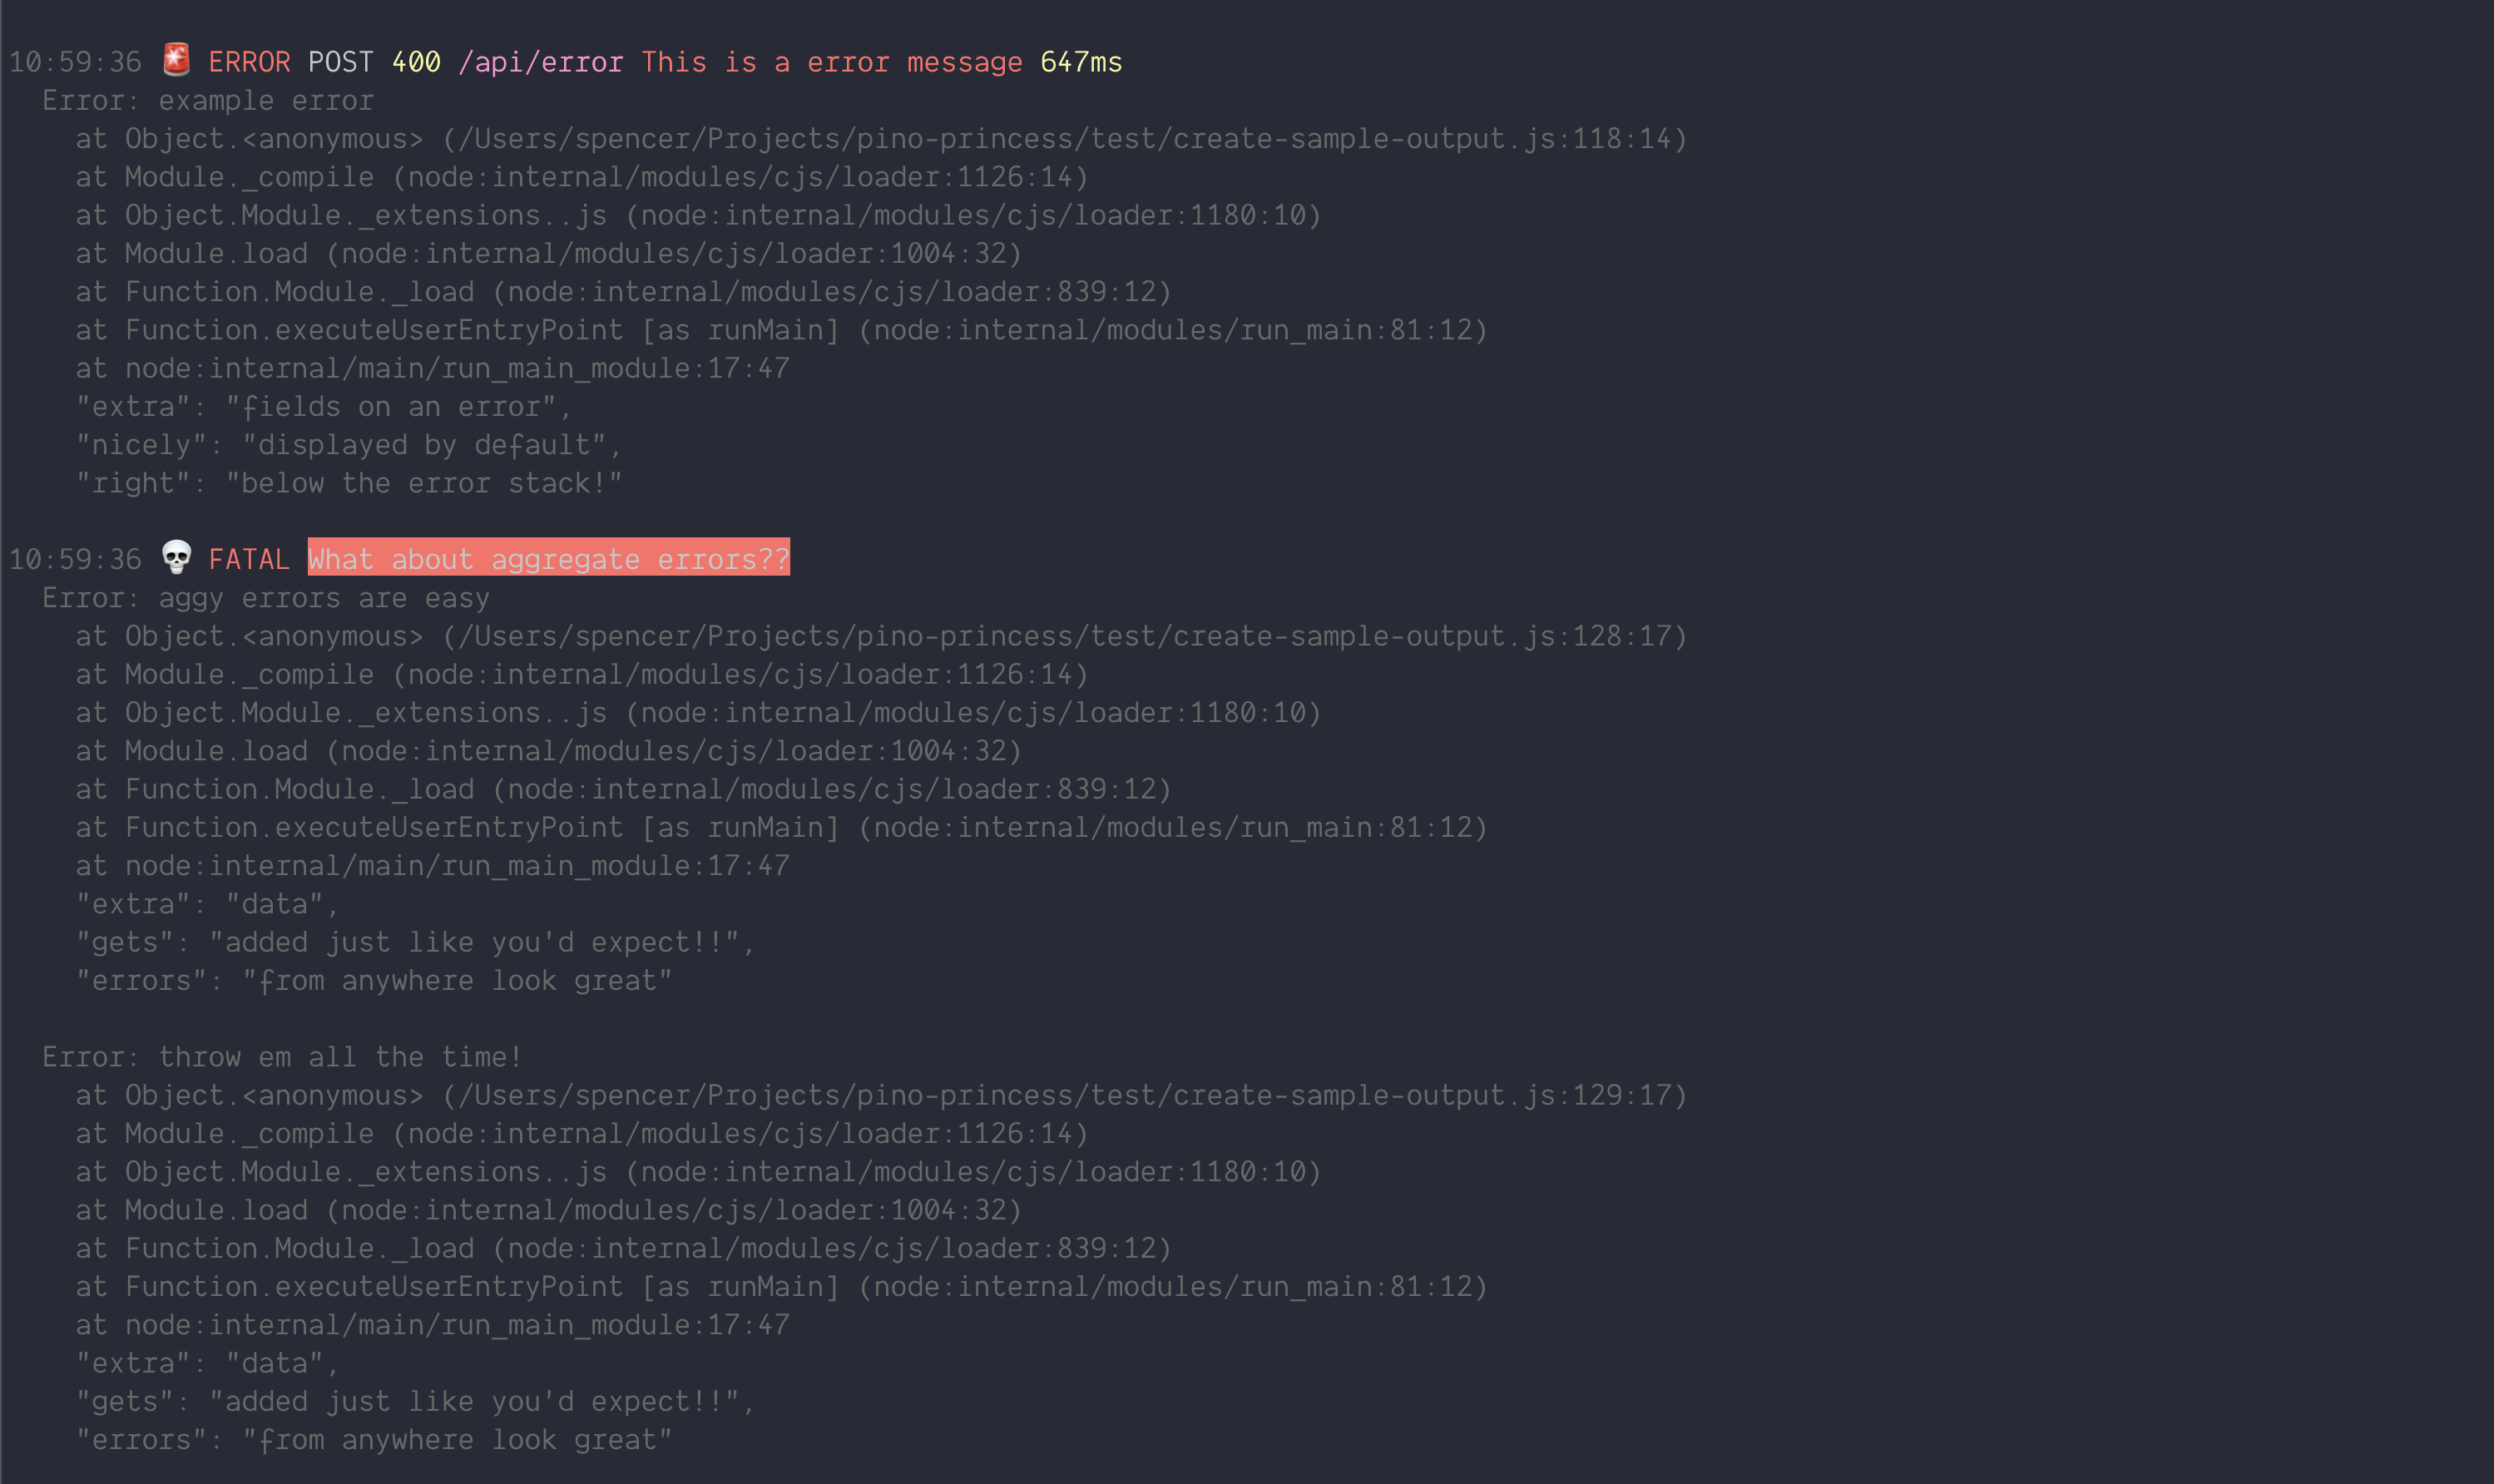 10:59:36 🚨 ERROR POST 400 /api/error This is a error message 647ms
Error: example error
at Object.<anonymous> (/Users/spencer/Projects/pino-princess/test/create-sample-output.js:118:14)
at Module._compile (node:internal/modules/cjs/loader:1126:14)
at Object.Module._extensions..js (node:internal/modules/cjs/loader:1180:10)
at Module.load (node:internal/modules/cjs/loader:1004:32)
at Function.Module._load (node:internal/modules/cjs/loader:839:12)
at Function.executeUserEntryPoint [as runMain] (node:internal/modules/run_main:81:12)
at node:internal/main/run_main_module:17:47
"extra": "fields on an error",
"nicely": "displayed by default",
"right": "below the error stack!"
10:59:36 💀 FATAL What about aggregate errors??
Error: aggy errors are easy
at Object.<anonymous> (/Users/spencer/Projects/pino-princess/test/create-sample-output.js:128:17)
at Module._compile (node:internal/modules/cjs/loader:1126:14)
at Object.Module._extensions..js (node:internal/modules/cjs/loader:1180:10)
at Module.load (node:internal/modules/cjs/loader:1004:32)
at Function.Module._load (node:internal/modules/cjs/loader:839:12)
at Function.executeUserEntryPoint [as runMain] (node:internal/modules/run_main:81:12)
at node:internal/main/run_main_module:17:47
"extra": "data",
"gets": "added just like you'd expect!!",
"errors": "from anywhere look great"
Error: throw em all the time!
at Object.<anonymous> (/Users/spencer/Projects/pino-princess/test/create-sample-output.js:129:17)
at Module._compile (node:internal/modules/cjs/loader:1126:14)
at Object.Module._extensions..js (node:internal/modules/cjs/loader:1180:10)
at Module.load (node:internal/modules/cjs/loader:1004:32)
at Function.Module._load (node:internal/modules/cjs/loader:839:12)
at Function.executeUserEntryPoint [as runMain] (node:internal/modules/run_main:81:12)
at node:internal/main/run_main_module:17:47
"extra": "data",
"gets": "added just like you'd expect!!",
"errors": "from anywhere look great"